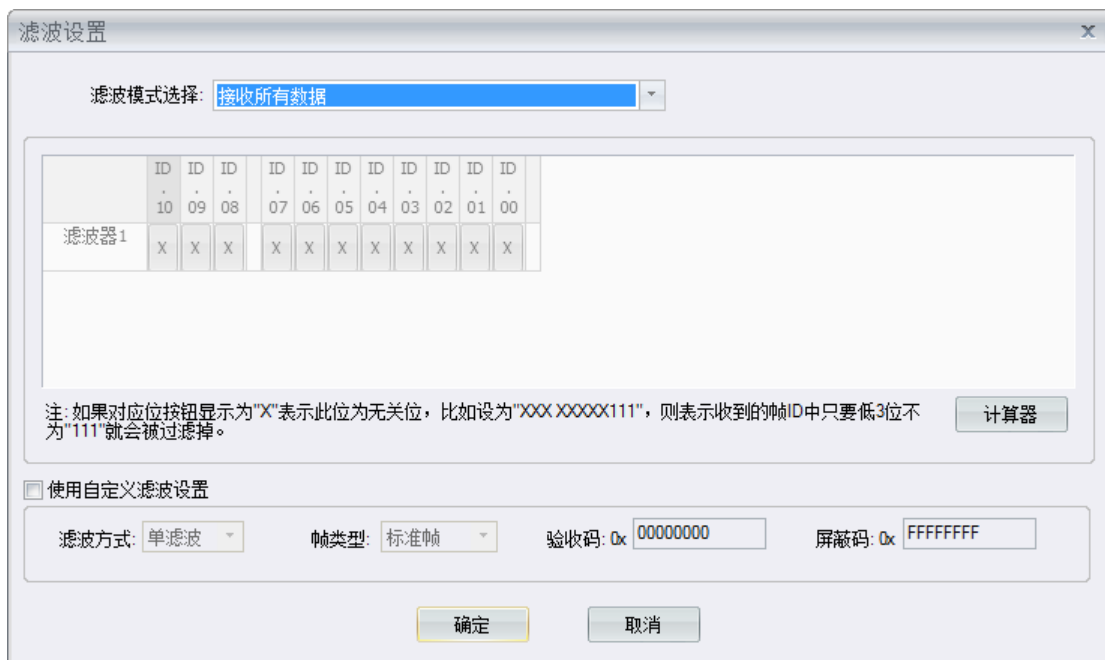 滤波设置
滤波模式选择: 接收所有数据
ID ID ID ID ID ID ID ID ID ID ID
. . . . . . . . . . .
10 09 08 07 06 05 04 03 02 01 00
滤波器1 X X X X X X X X X X X
注: 如果对应位按钮显示为"X"表示此位为无关位，比如设为"XXX XXXXX111"，则表示收到的帧ID中只要低3位不
为"111"就会被过滤掉。
计算器
使用自定义滤波设置
滤波方式: 单滤波 帧类型: 标准帧 验收码: 0x 00000000 屏蔽码: 0x FFFFFFFF
确定 取消